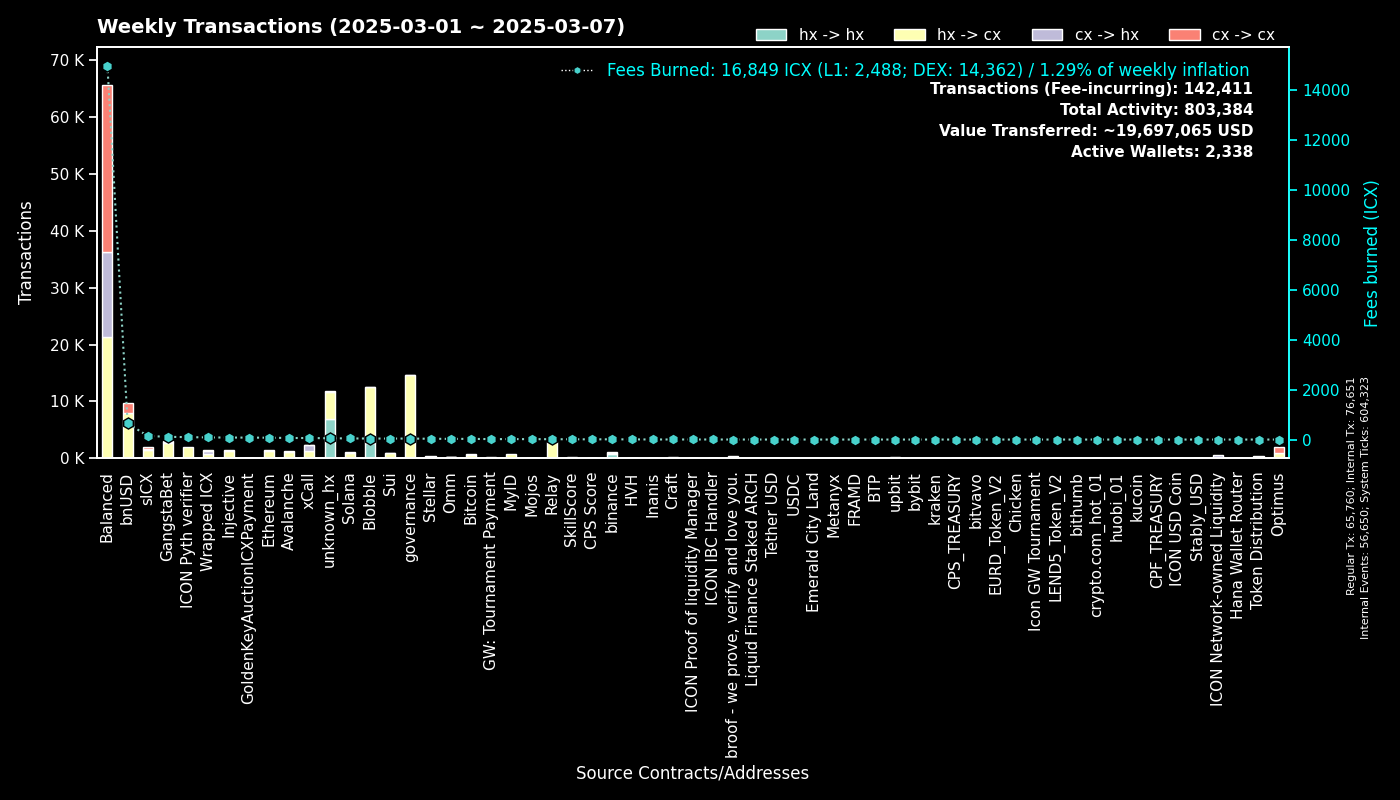 Weekly Transactions (2025-03-01 ~ 2025-03-07)
hx -> hx
hx -> cx
cx -> hx
cx -> cx
Fees Burned: 16,849 ICX (L1: 2,488; DEX: 14,362) / 1.29% of weekly inflation
Transactions (Fee-incurring): 142,411
Total Activity: 803,384
Value Transferred: ~19,697,065 USD
Active Wallets: 2,338
Transactions
70 K
60 K
50 K
40 K
30 K
20 K
10 K
0 K
14000
12000
10000
8000
6000
4000
2000
0
Fees burned (ICX)
Regular Tx: 65,760; Internal Tx: 76,651
Internal Events: 56,650; System Ticks: 604,323
Balanced
bnUSD
sICX
GangstaBet
ICON Pyth verifier
Wrapped ICX
Injective
GoldenKeyAuctionICXPayment
Ethereum
Avalanche
xCall
unknown_hx
Solana
Blobble
Sui
governance
Stellar
Omm
Bitcoin
GW: Tournament Payment
MyID
Mojos
Relay
SkillScore
CPS Score
binance
HVH
Inanis
Craft
ICON Proof of liquidity Manager
ICON IBC Handler
broof - we prove, verify and love you.
Liquid Finance Staked ARCH
Tether USD
USDC
Emerald City Land
Metanyx
FRAMD
BTP
upbit
bybit
kraken
CPS_TREASURY
bitvavo
EURD_Token_V2
Chicken
Icon GW Tournament
LEND5_Token_V2
bithumb
crypto.com_hot_01
huobi_01
kucoin
CPF_TREASURY
ICON USD Coin
Stably_USD
ICON Network-owned Liquidity
Hana Wallet Router
Token Distribution
Optimus
Source Contracts/Addresses